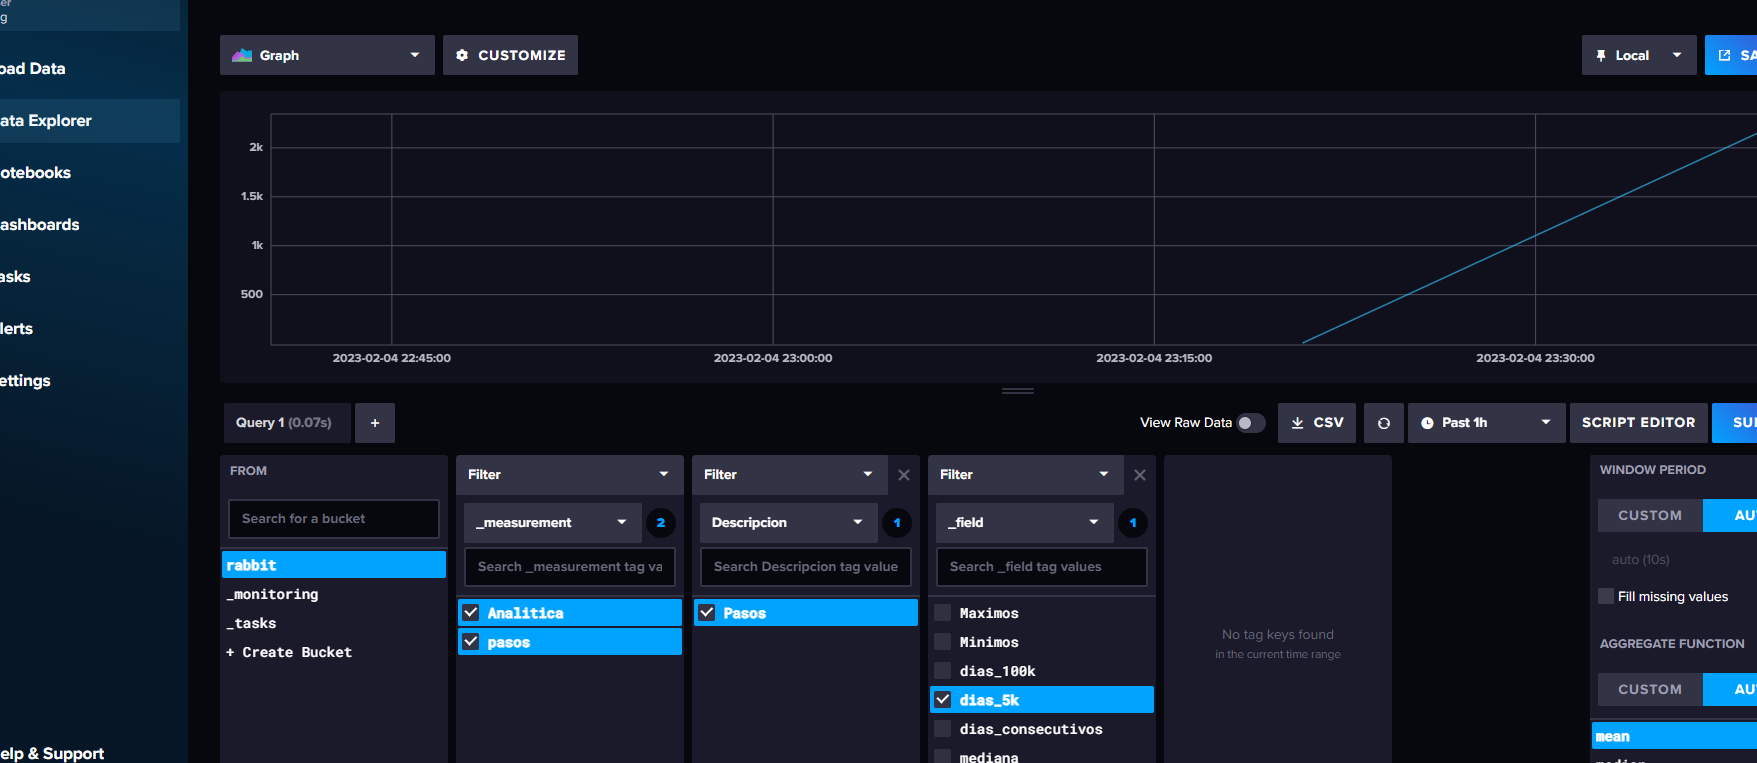 er
g
oad Data
ata Explorer
otebooks
ashboards
asks
lerts
ettings
elp & Support
Graph
CUSTOMIZE
Local
SA
2k
1.5k
1k
500
2023-02-04 22:45:00
2023-02-04 23:00:00
2023-02-04 23:15:00
2023-02-04 23:30:00
Query 1 (0.07s)
+
View Raw Data
CSV
Past 1h
SCRIPT EDITOR
SU
FROM
Search for a bucket
rabbit
_monitoring
_tasks
+ Create Bucket
Filter
_measurement
2
Search _measurement tag va
Analitica
pasos
Filter
Descripcion
1
Search Descripcion tag value
Pasos
Filter
_field
1
Search _field tag values
Maximos
Minimos
dias_100k
dias_5k
dias_consecutivos
mediana
No tag keys found
in the current time range
WINDOW PERIOD
CUSTOM
AU
auto (10s)
Fill missing values
AGGREGATE FUNCTION
CUSTOM
AU
mean
median